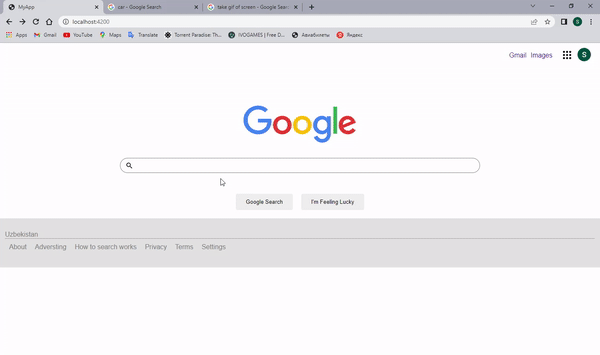 MyApp
car - Google Search
take gif of screen - Google Sear
localhost:4200
S
Apps
Gmail
YouTube
Maps
Translate
Torrent Paradise: Th...
IVOGAMES | Free D...
Авиабилеты
Яндекс
Gmail Images
S
Google
Google Search
I'm Feeling Lucky
Uzbekistan
About Adversting How to search works Privacy Terms Settings